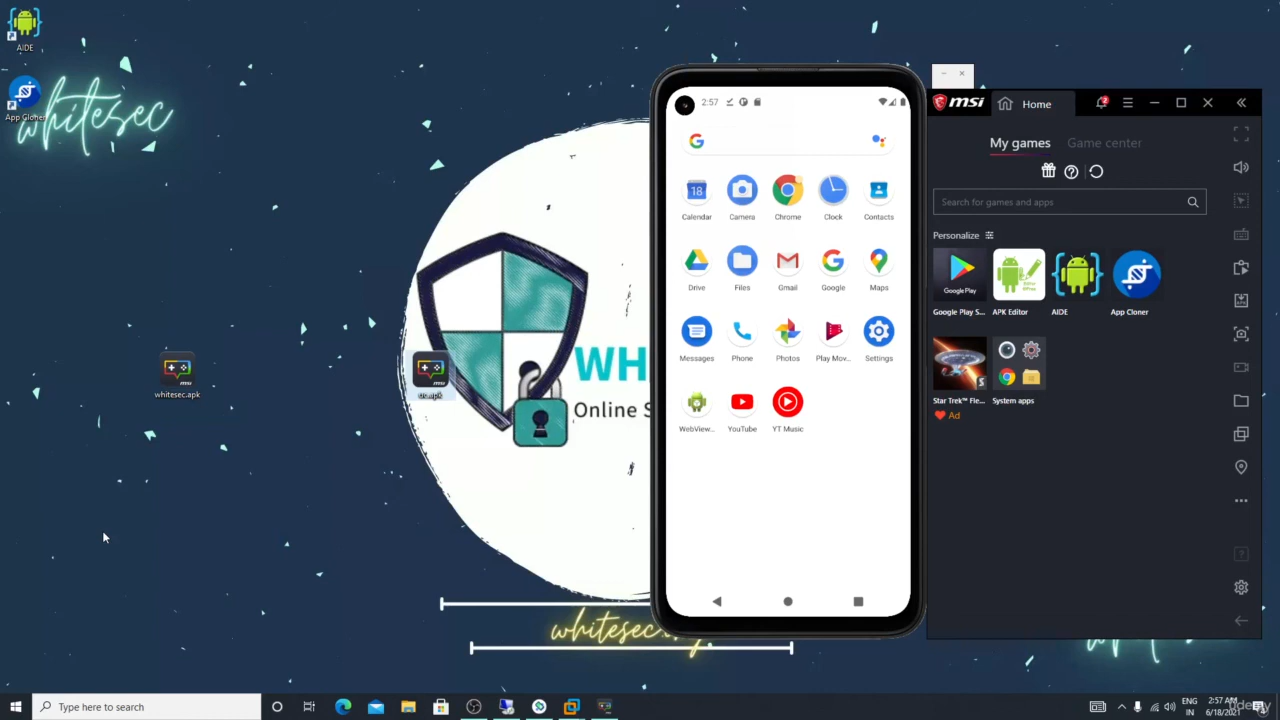 AIDE
App Cloner
whitesec
whitesec.apk
WH
Online S
whitesec.
2:57
18
Calendar
Camera
Chrome
Clock
Contacts
Drive
Files
Gmail
Google
Maps
Messages
Phone
Photos
Play Mov...
Settings
WebView...
YouTube
YT Music
msi
Home
2
My games
Game center
Search for games and apps
Personalize
Google Play
Google Play S...
APK Editor
AIDE
App Cloner
Star Trek™ Fle...
System apps
Ad
Type here to search
ENG
IN
2:57 AM